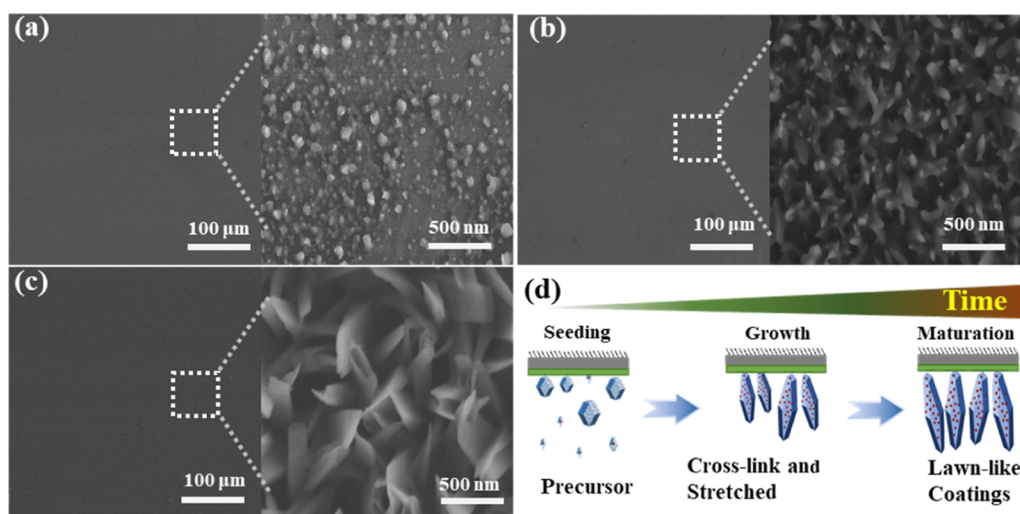 (a)
100 μm
500 nm
(b)
100 μm
500 nm
(c)
100 μm
500 nm
(d)
Time
Seeding
Growth
Maturation
Precursor
Cross-link and
Stretched
Lawn-like
Coatings